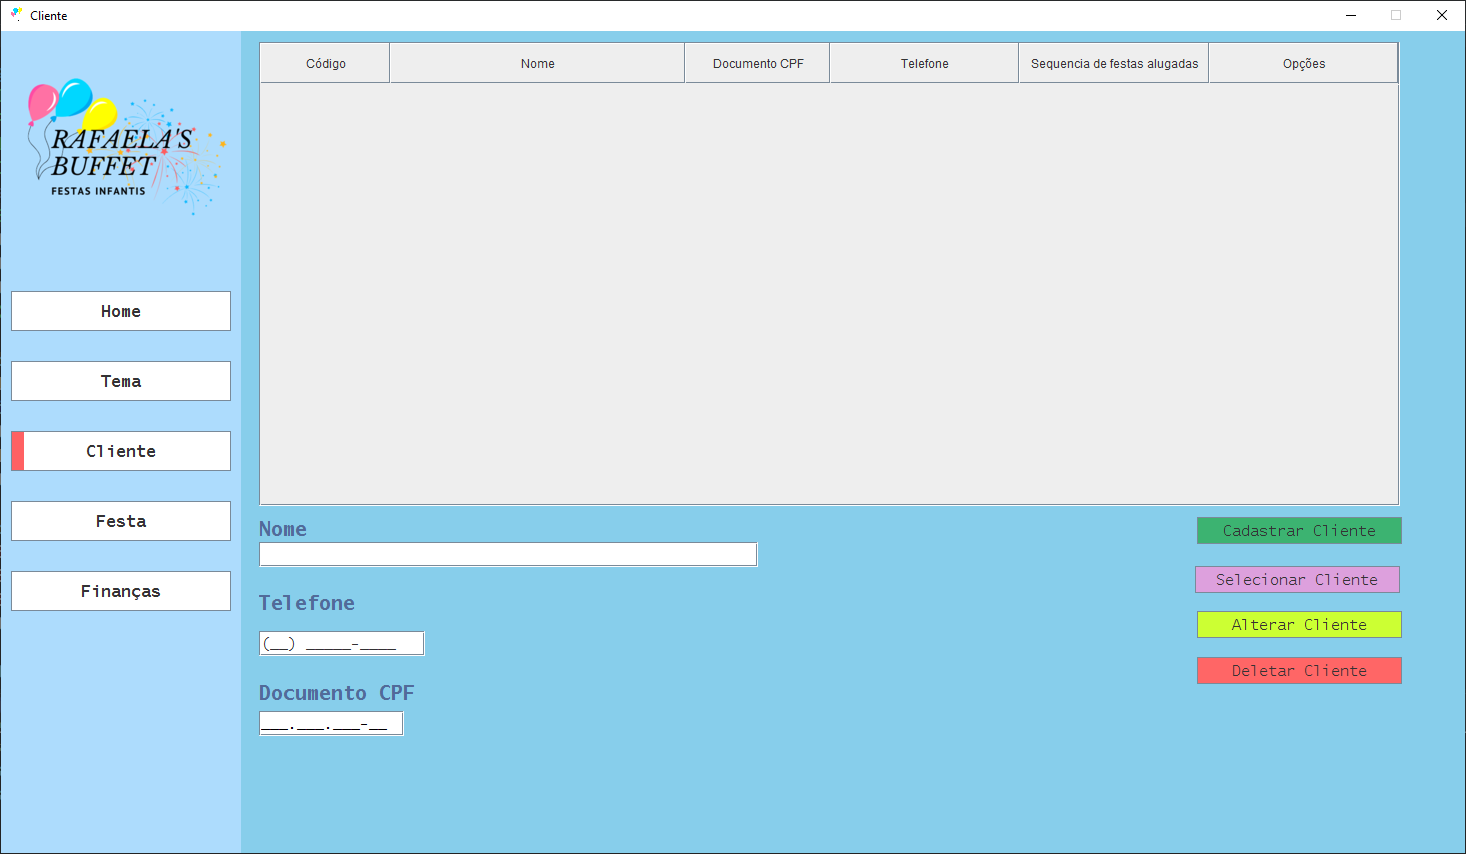 Cliente
RAFAELA'S
BUFFET
FESTAS INFANTIS
Home
Tema
Cliente
Festa
Finanças
Código Nome Documento CPF Telefone Sequencia de festas alugadas Opções
Nome
Telefone
(__) _____-____
Documento CPF
___.___.___-__
Cadastrar Cliente
Selecionar Cliente
Alterar Cliente
Deletar Cliente